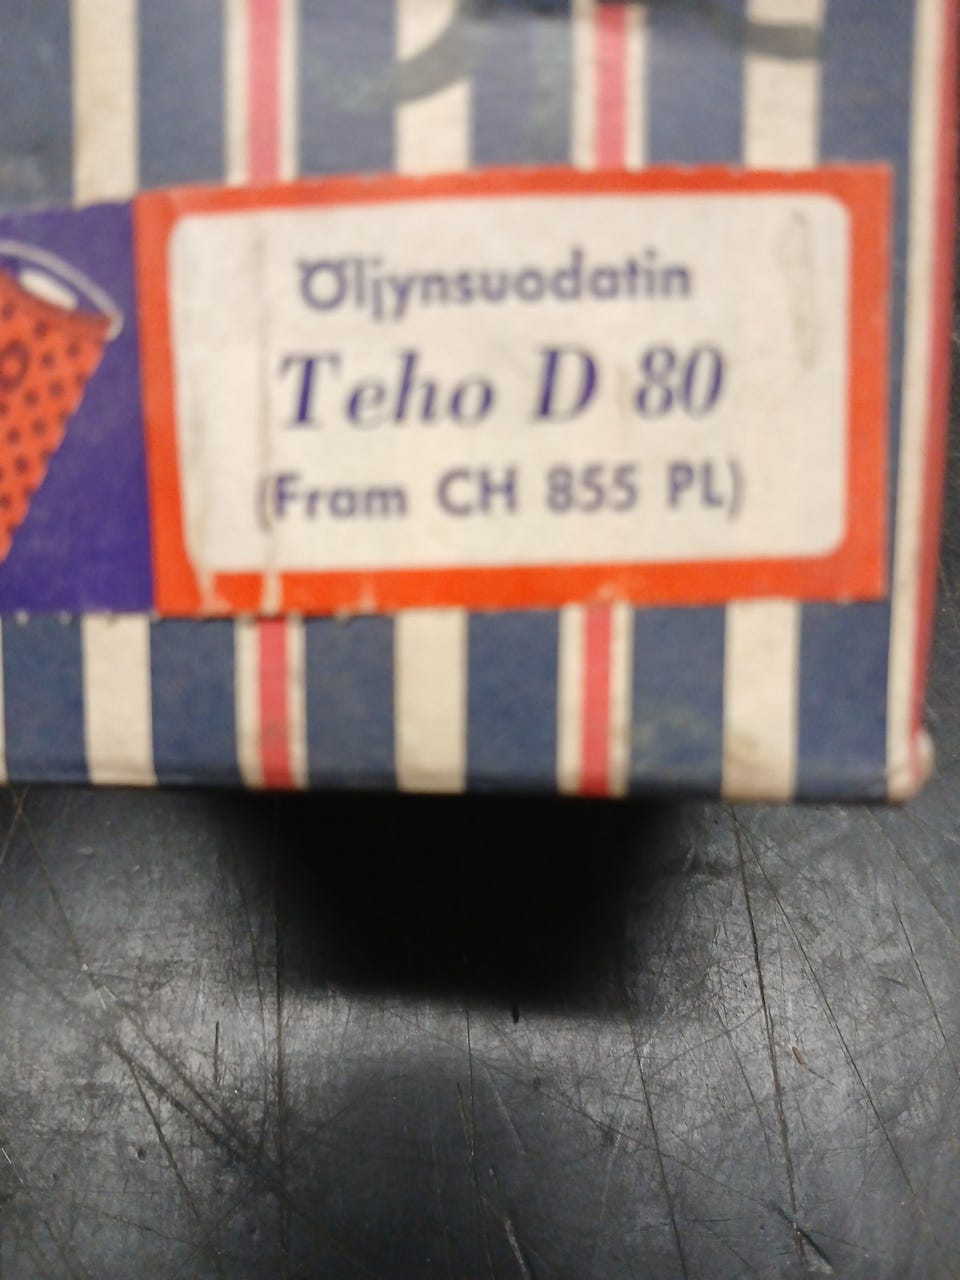 Öljynsuodatin
Teho D 80
(Fram CH 855 PL)